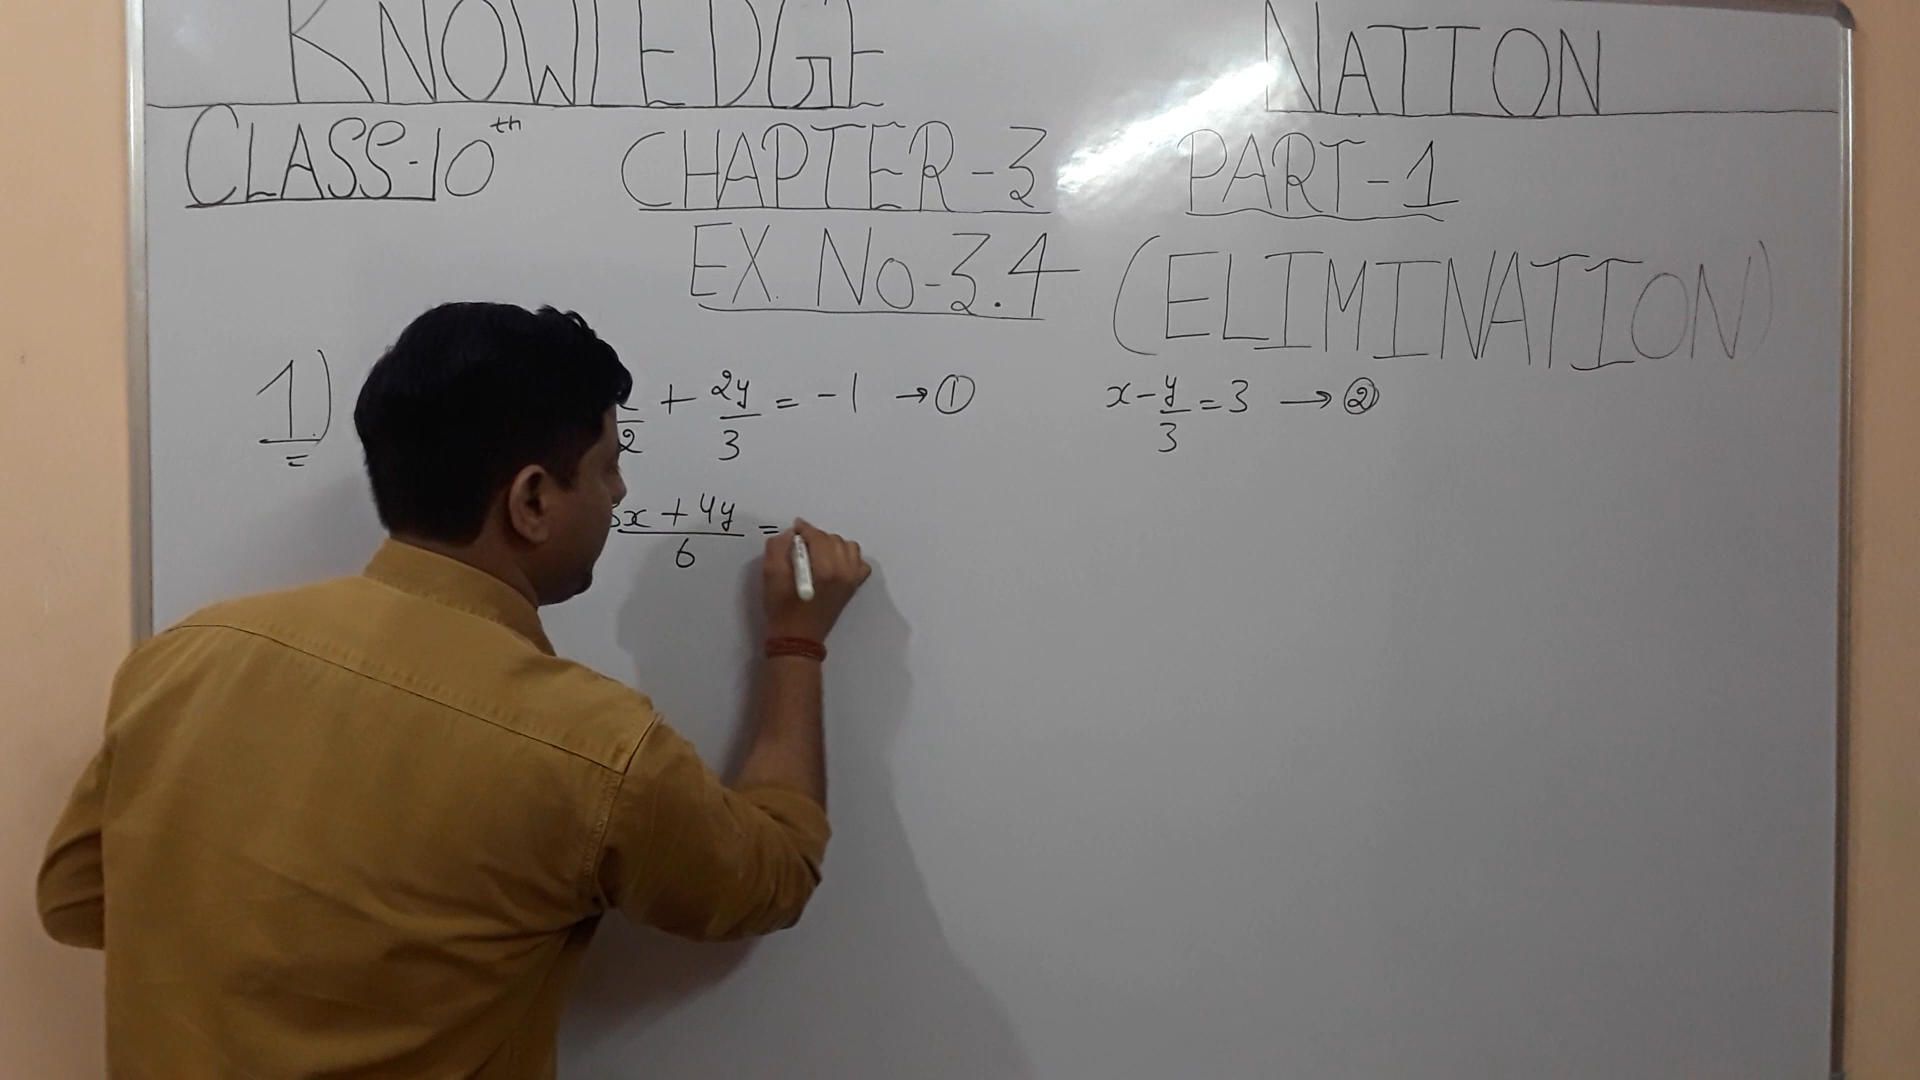 KNOWLEDGE NATION
CLASS-10th CHAPTER-3 PART-1
EX. No-3.4 (ELIMINATION)
1.) /2 + 2y/3 = -1 → ① x - y/3 = 3 → ②
3x + 4y/6 =